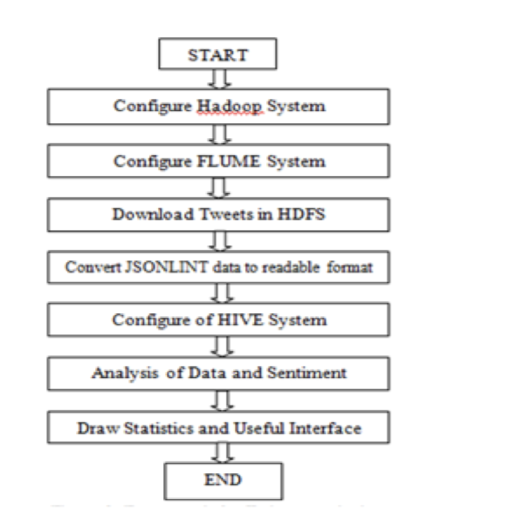 START
Configure Hadoop System
Configure FLUME System
Download Tweets in HDFS
Convert JSONLINT data to readable format
Configure of HIVE System
Analysis of Data and Sentiment
Draw Statistics and Useful Interface
END